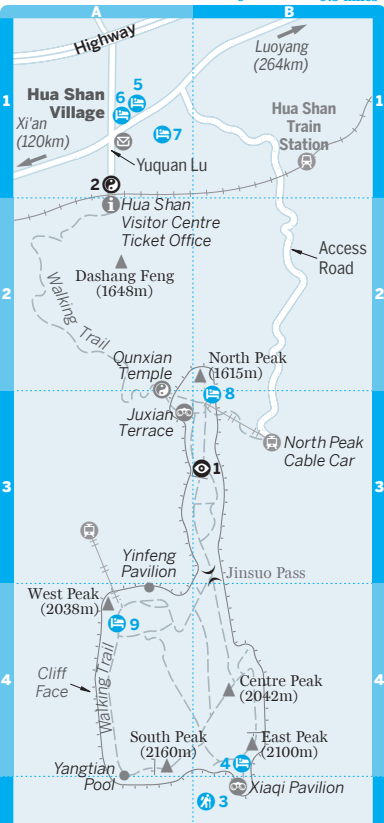 A
B
Highway
Luoyang
(264km)
1
1
Hua Shan
Village
5
6
7
Xi'an
(120km)
Hua Shan
Train
Station
Yuquan Lu
2
Hua Shan
Visitor Centre
Ticket Office
Access
Road
Dashang Feng
(1648m)
2
2
Walking Trail
Qunxian
Temple
North Peak
(1615m)
8
Juxian
Terrace
North Peak
Cable Car
1
3
3
Yinfeng
Pavilion
Jinsuo Pass
West Peak
(2038m)
9
4
4
Cliff
Face
Walking Trail
Centre Peak
(2042m)
South Peak
(2160m)
East Peak
(2100m)
4
Yangtian
Pool
Xiaqi Pavilion
3